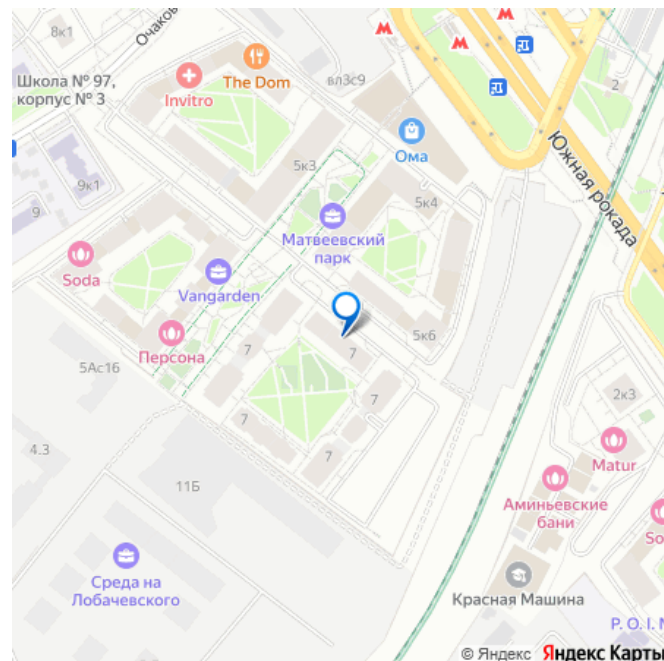 8к1
Очаков
М
М
М
Школа № 97,
корпус № 3
Invitro
The Dom
вл3с9
2
Ома
5к3
9к1
9
5к4
Южная рокада
Матвеевский
парк
Soda
Vangarden
Персона
7
7
7
5к6
5Ас16
7
7
7
2к3
4.3
11Б
Matur
Аминьевские
бани
So
Среда на
Лобачевского
Красная Машина
P. O. I. N
© Яндекс Яндекс Карты